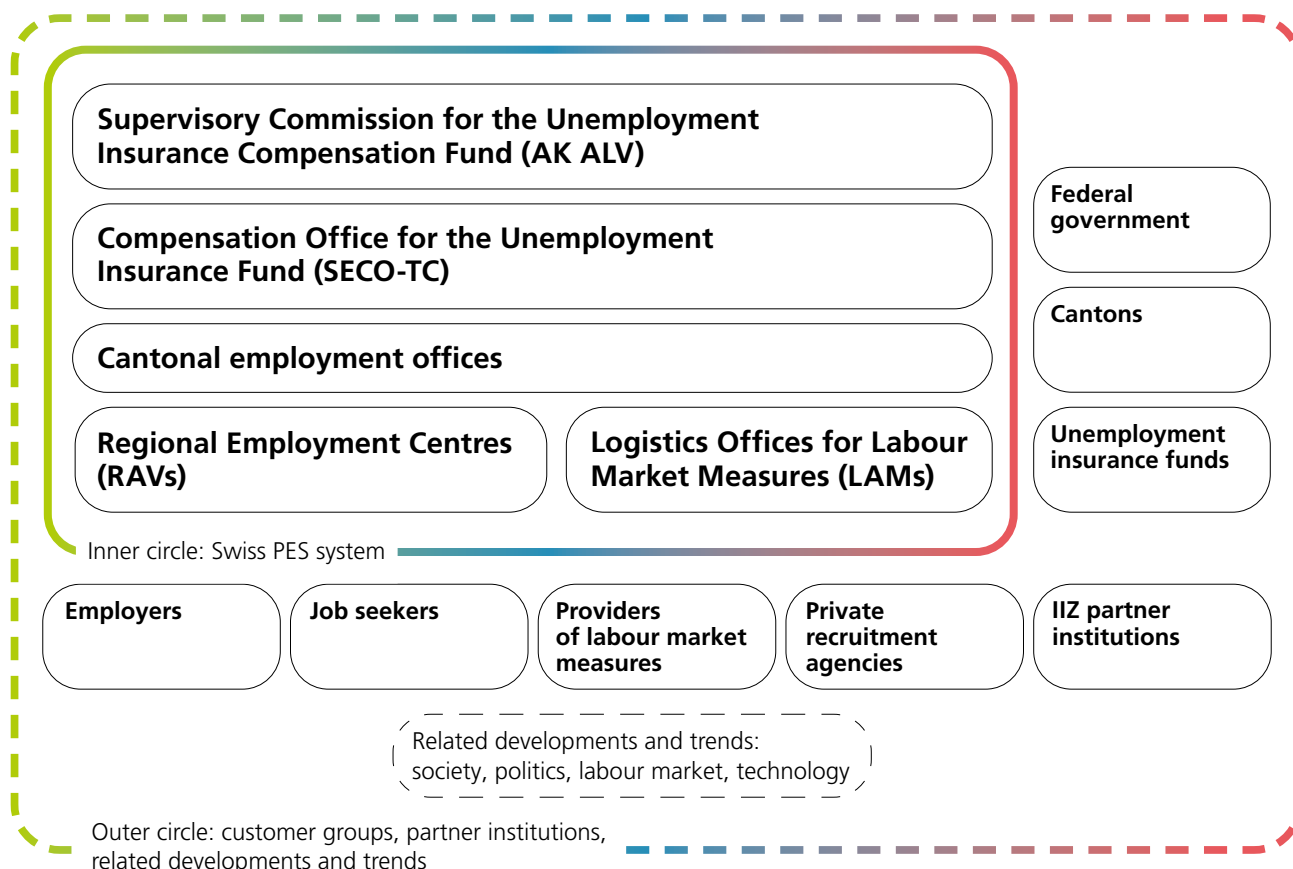 Supervisory Commission for the Unemployment
Insurance Compensation Fund (AK ALV)
Compensation Office for the Unemployment
Insurance Fund (SECO-TC)
Cantonal employment offices
Regional Employment Centres
(RAVs)
Logistics Offices for Labour
Market Measures (LAMs)
Inner circle: Swiss PES system
Federal
government
Cantons
Unemployment
insurance funds
Employers
Job seekers
Providers
of labour market
measures
Private
recruitment
agencies
IIZ partner
institutions
Related developments and trends:
society, politics, labour market, technology
Outer circle: customer groups, partner institutions,
related developments and trends